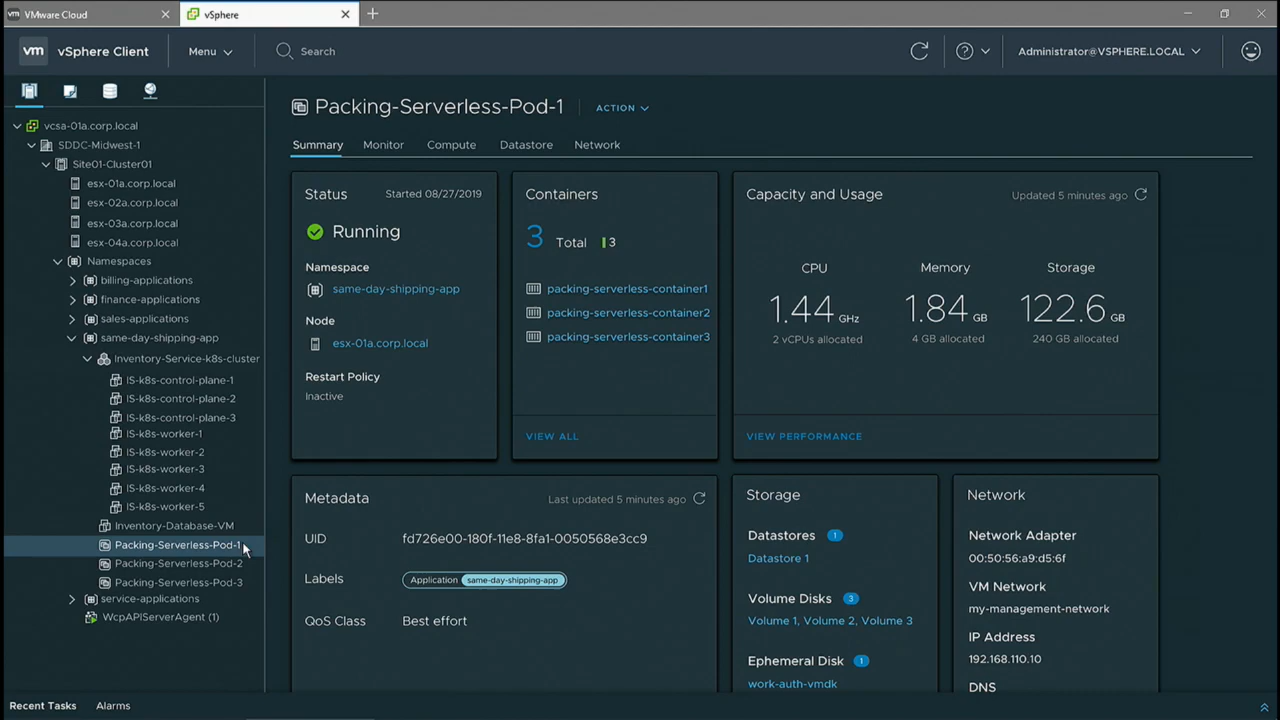 vm VMware Cloud
vSphere
vm vSphere Client Menu Search Administrator@VSPHERE.LOCAL
vcsa-01a.corp.local
SDDC-Midwest-1
Site01-Cluster01
esx-01a.corp.local
esx-02a.corp.local
esx-03a.corp.local
esx-04a.corp.local
Namespaces
billing-applications
finance-applications
sales-applications
same-day-shipping-app
Inventory-Service-k8s-cluster
IS-k8s-control-plane-1
IS-k8s-control-plane-2
IS-k8s-control-plane-3
IS-k8s-worker-1
IS-k8s-worker-2
IS-k8s-worker-3
IS-k8s-worker-4
IS-k8s-worker-5
Inventory-Database-VM
Packing-Serverless-Pod-1
Packing-Serverless-Pod-2
Packing-Serverless-Pod-3
service-applications
WcpAPIServerAgent (1)
Packing-Serverless-Pod-1 ACTION
Summary Monitor Compute Datastore Network
Status Started 08/27/2019
Running
Namespace
same-day-shipping-app
Node
esx-01a.corp.local
Restart Policy
Inactive
Containers
3 Total 3
packing-serverless-container1
packing-serverless-container2
packing-serverless-container3
VIEW ALL
Capacity and Usage Updated 5 minutes ago
CPU Memory Storage
1.44 GHz 1.84 GB 122.6 GB
2 vCPUs allocated 4 GB allocated 240 GB allocated
VIEW PERFORMANCE
Metadata Last updated 5 minutes ago
UID fd726e00-180f-11e8-8fa1-0050568e3cc9
Labels Application same-day-shipping-app
QoS Class Best effort
Storage
Datastores 1
Datastore 1
Volume Disks 3
Volume 1, Volume 2, Volume 3
Ephemeral Disk 1
work-auth-vmdk
Network
Network Adapter
00:50:56:a9:d5:6f
VM Network
my-management-network
IP Address
192.168.110.10
DNS
Recent Tasks Alarms